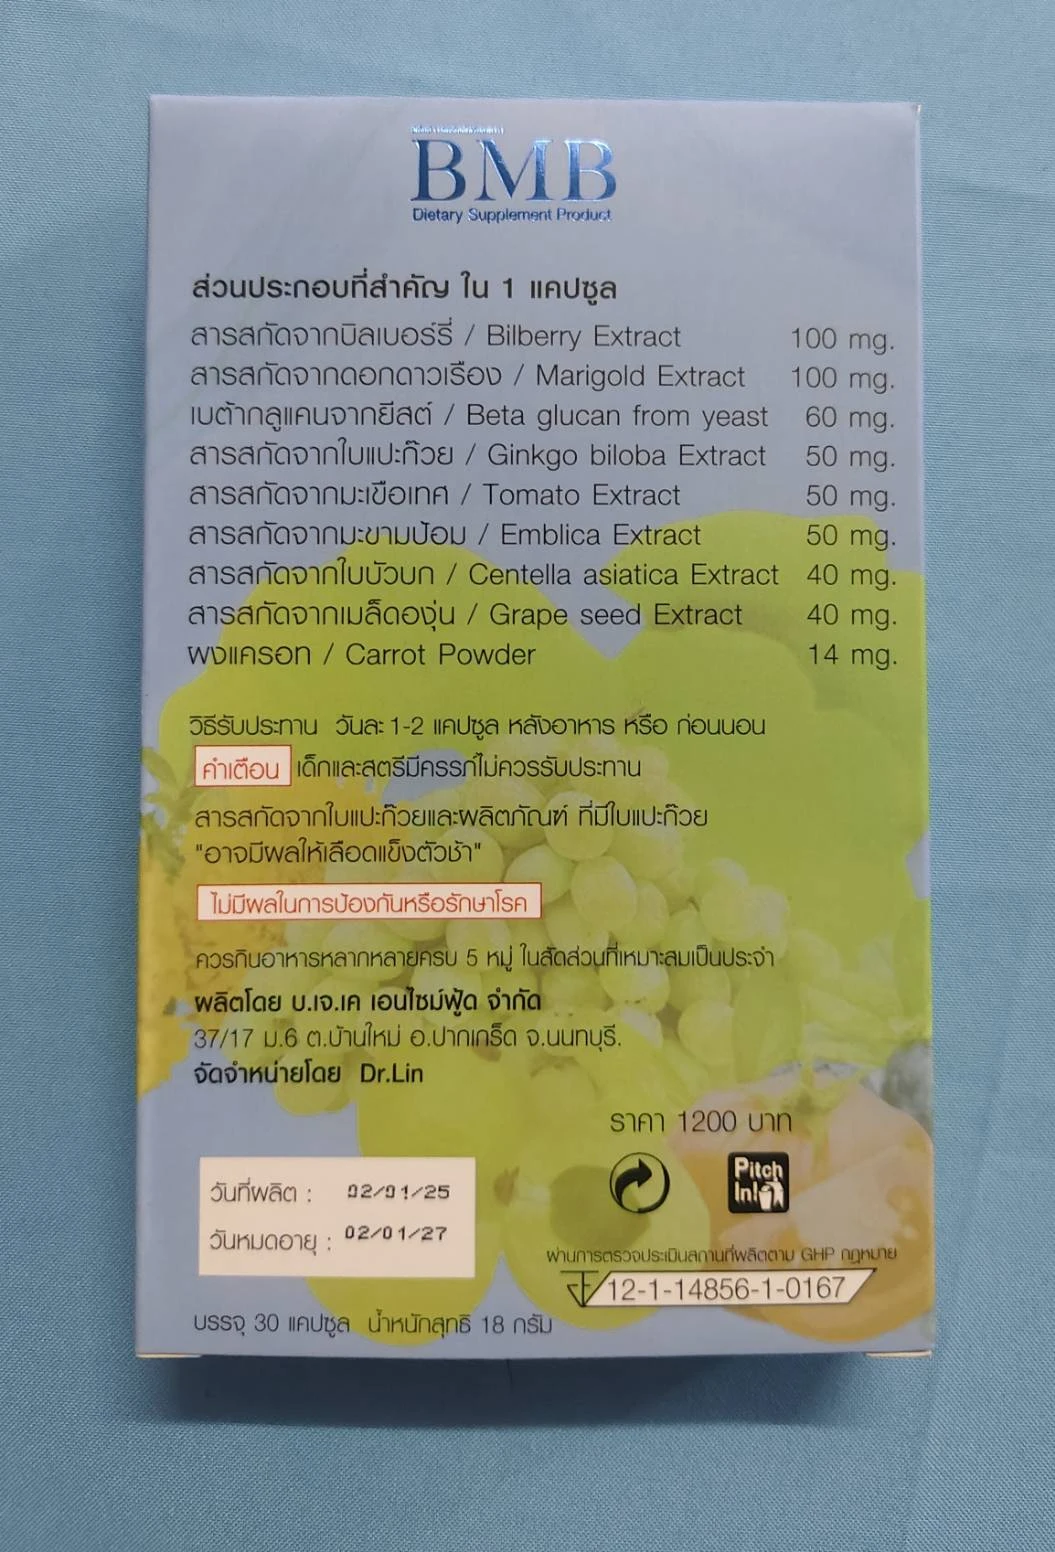 BMB
Dietary Supplement Product
ส่วนประกอบที่สำคัญ ใน 1 แคปซูล
สารสกัดจากบิลเบอร์รี่ / Bilberry Extract 100 mg.
สารสกัดจากดอกดาวเรือง / Marigold Extract 100 mg.
เบต้ากลูแคนจากยีสต์ / Beta glucan from yeast 60 mg.
สารสกัดจากใบแปะก๊วย / Ginkgo biloba Extract 50 mg.
สารสกัดจากมะเขือเทศ / Tomato Extract 50 mg.
สารสกัดจากมะขามป้อม / Emblica Extract 50 mg.
สารสกัดจากใบบัวบก / Centella asiatica Extract 40 mg.
สารสกัดจากเมล็ดองุ่น / Grape seed Extract 40 mg.
ผงแครอท / Carrot Powder 14 mg.
วิธีรับประทาน วันละ 1-2 แคปซูล หลังอาหาร หรือ ก่อนนอน
คำเตือน เด็กและสตรีมีครรภ์ไม่ควรรับประทาน
สารสกัดจากใบแปะก๊วยและผลิตภัณฑ์ ที่มีใบแปะก๊วย
"อาจมีผลให้เลือดแข็งตัวช้า"
ไม่มีผลในการป้องกันหรือรักษาโรค
ควรกินอาหารหลากหลายครบ 5 หมู่ ในสัดส่วนที่เหมาะสมเป็นประจำ
ผลิตโดย บ.เจ.เค เอนไซม์ฟู้ด จำกัด
37/17 ม.6 ต.บ้านใหม่ อ.ปากเกร็ด จ.นนทบุรี.
จัดจำหน่ายโดย Dr.Lin
ราคา 1200 บาท
Pitch
In!
วันที่ผลิต : 02/01/25
วันหมดอายุ : 02/01/27
ผ่านการตรวจประเมินสถานที่ผลิตตาม GHP กฎหมาย
12-1-14856-1-0167
บรรจุ 30 แคปซูล น้ำหนักสุทธิ 18 กรัม